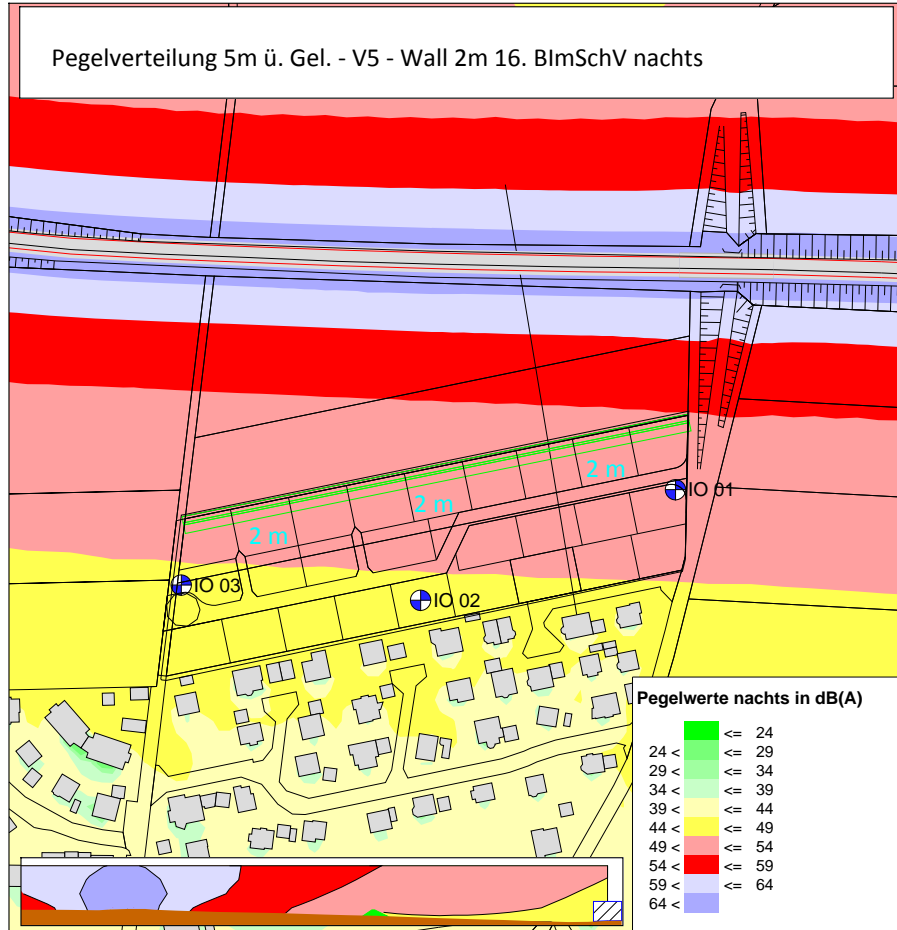 Pegelverteilung 5m ü. Gel. - V5 - Wall 2m 16. BImSchV nachts
2 m
2 m
2 m
IO 01
IO 03
IO 02
Pegelwerte nachts in dB(A)
<= 24
24 < <= 29
29 < <= 34
34 < <= 39
39 < <= 44
44 < <= 49
49 < <= 54
54 < <= 59
59 < <= 64
64 <